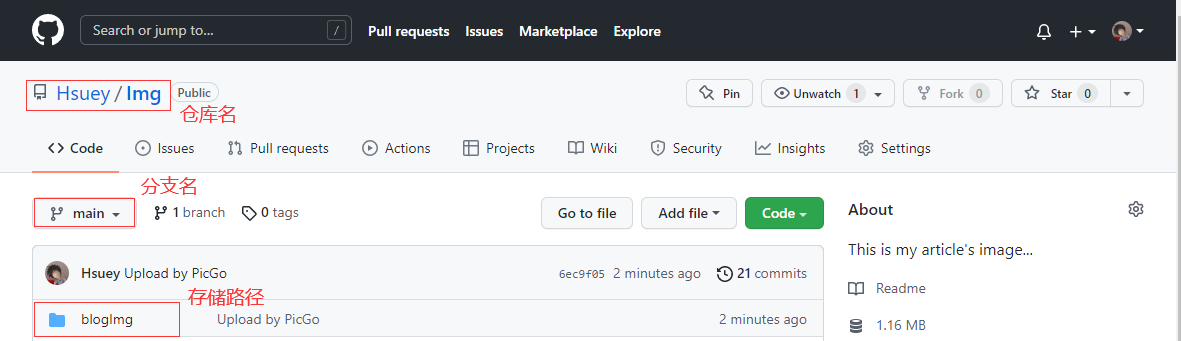 Search or jump to... / Pull requests Issues Marketplace Explore
Hsuey / Img Public Pin Unwatch 1 Fork 0 Star 0
仓库名
Code Issues Pull requests Actions Projects Wiki Security Insights Settings
分支名
main 1 branch 0 tags Go to file Add file Code About
This is my article's image...
Hsuey Upload by PicGo 6ec9f05 2 minutes ago 21 commits
Readme
存储路径
blogImg Upload by PicGo 2 minutes ago
1.16 MB